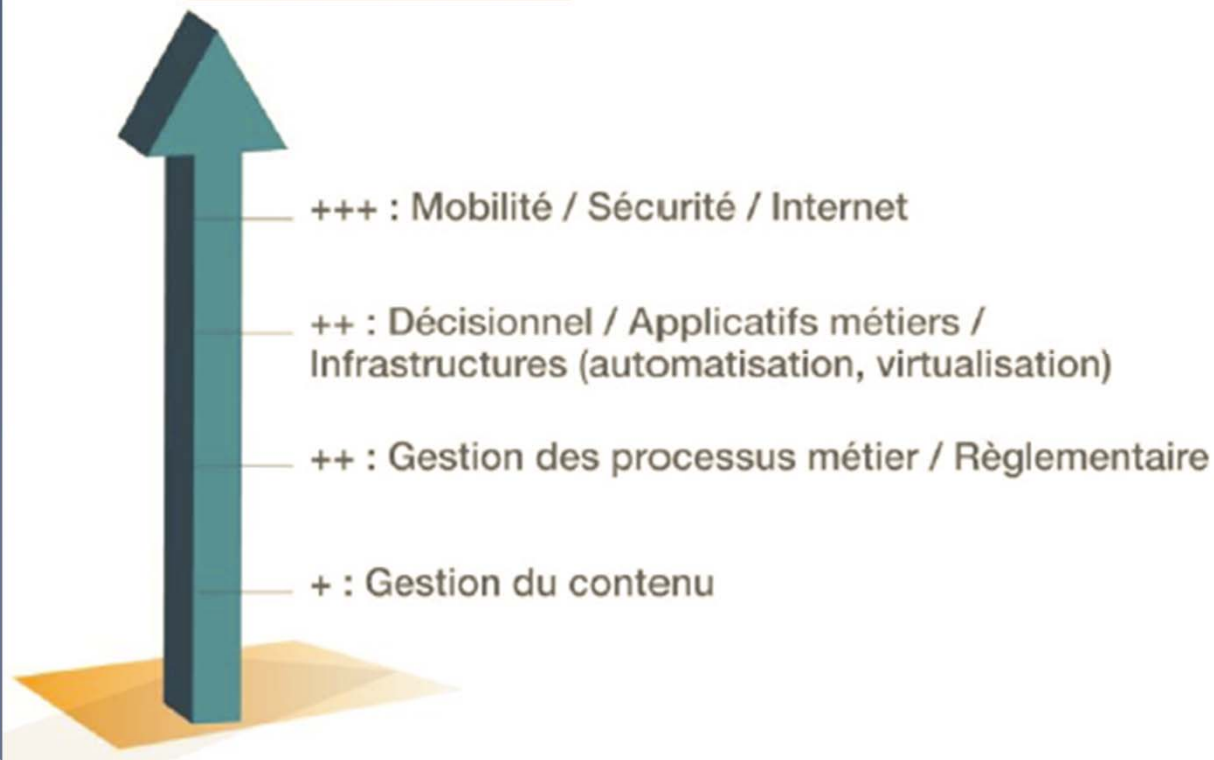 +++ : Mobilité / Sécurité / Internet
++ : Décisionnel / Applicatifs métiers /
Infrastructures (automatisation, virtualisation)
++ : Gestion des processus métier / Règlementaire
+ : Gestion du contenu